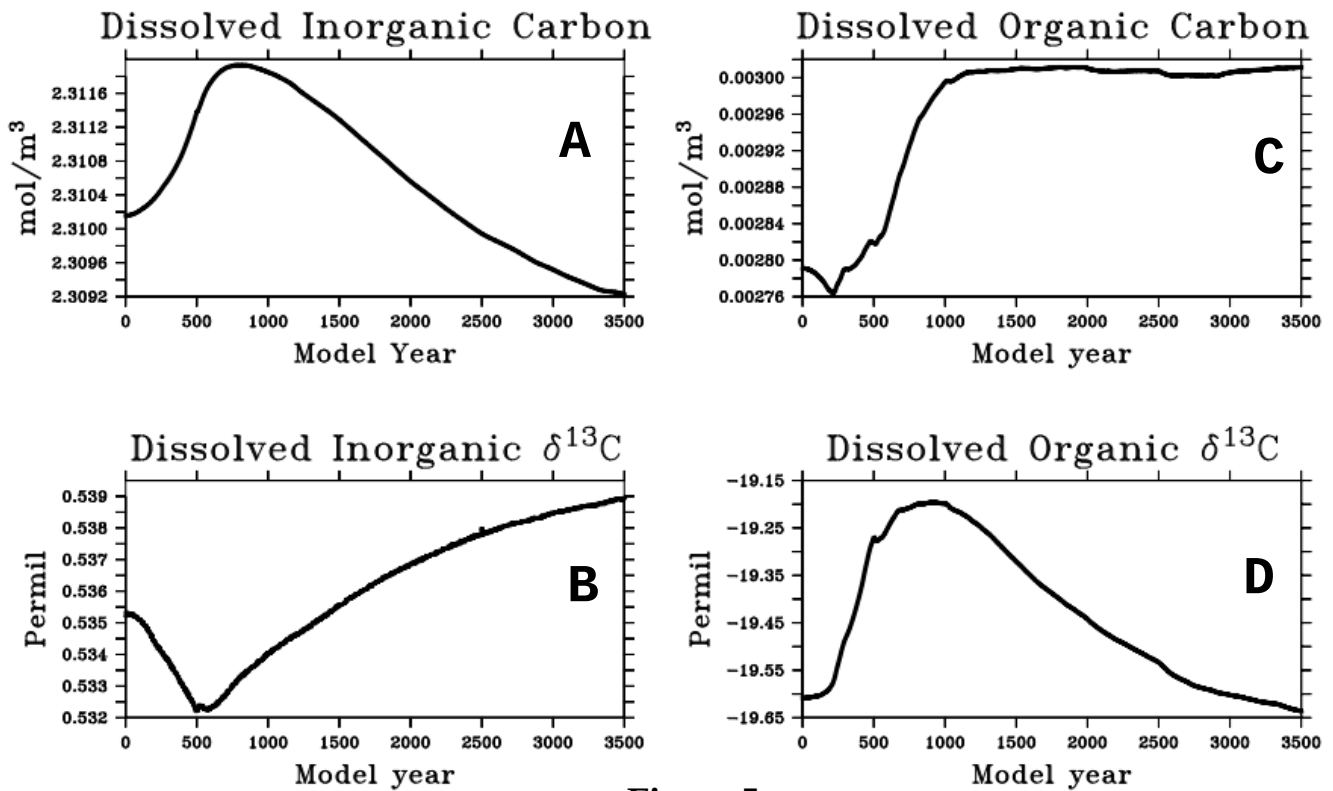 Dissolved Inorganic Carbon
mol/m³
2.3116
2.3112
2.3108
2.3104
2.3100
2.3096
2.3092
A
0 500 1000 1500 2000 2500 3000 3500
Model Year
Dissolved Organic Carbon
mol/m³
0.00300
0.00296
0.00292
0.00288
0.00284
0.00280
0.00276
C
0 500 1000 1500 2000 2500 3000 3500
Model year
Dissolved Inorganic δ¹³C
Permil
0.539
0.538
0.537
0.536
0.535
0.534
0.533
0.532
B
0 500 1000 1500 2000 2500 3000 3500
Model year
Dissolved Organic δ¹³C
Permil
−19.15
−19.25
−19.35
−19.45
−19.55
−19.65
D
0 500 1000 1500 2000 2500 3000 3500
Model year